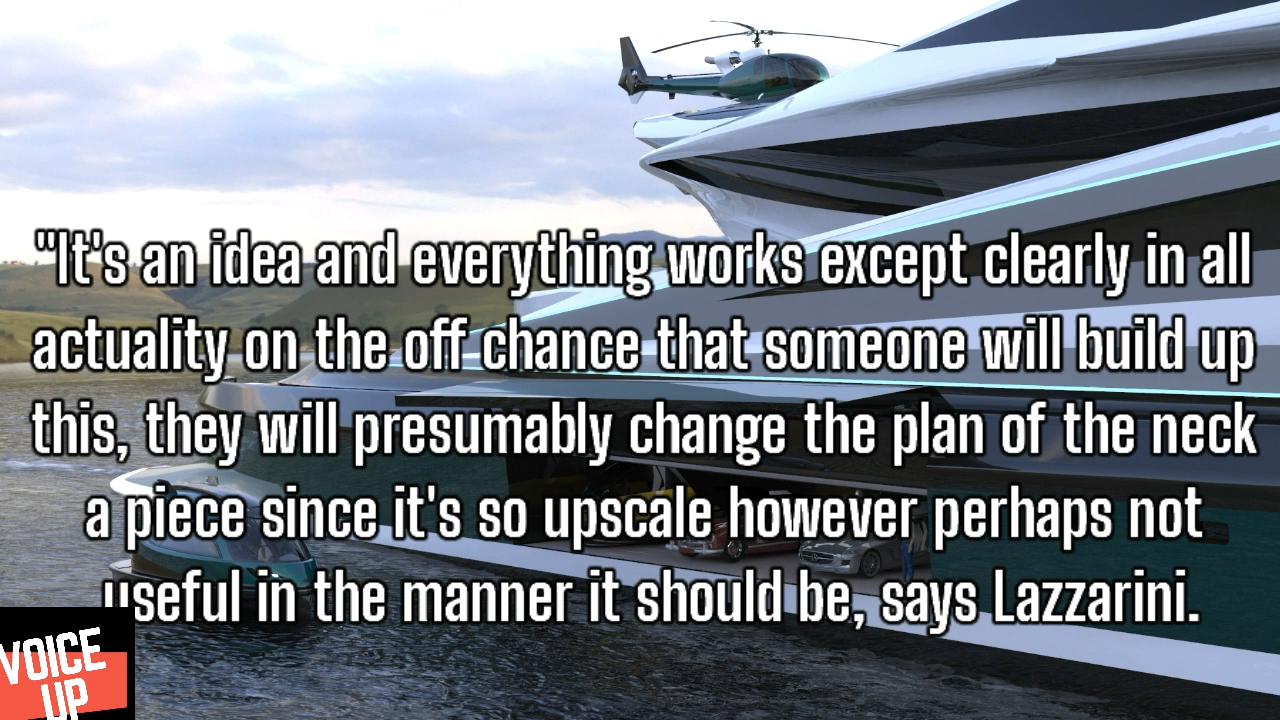 "It's an idea and everything works except clearly in all
actuality on the off chance that someone will build up
this, they will presumably change the plan of the neck
a piece since it's so upscale however perhaps not
useful in the manner it should be, says Lazzarini.
VOICE
UP